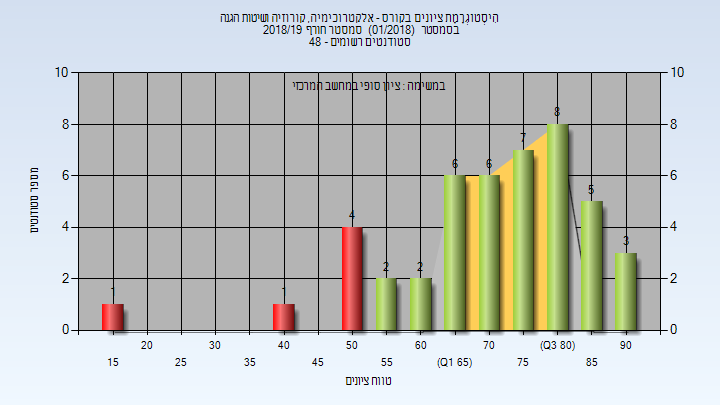 היסטוגרמת ציונים בקורס - אלקטרוכימיה, קורוזיה ושיטות הגנה
בסמסטר (01/2018) סמסטר חורף 2018/19
סטודנטים רשומים - 48
במשימה : ציון סופי במחשב המרכזי
10 10
8 8
6 6
4 4
2 2
0 0
1 1 4 2 2 6 6 7 8 5 3
מספר סטודנטים
20 30 40 50 60 70 (Q3 80) 90
15 25 35 45 55 (Q1 65) 75 85
טווח ציונים